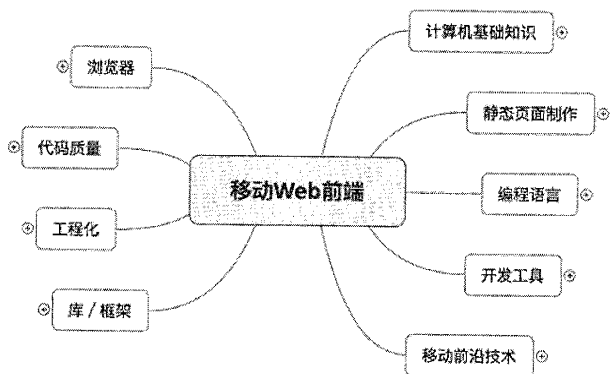 计算机基础知识
浏览器
静态页面制作
代码质量
移动Web前端
编程语言
工程化
开发工具
库/框架
移动前沿技术